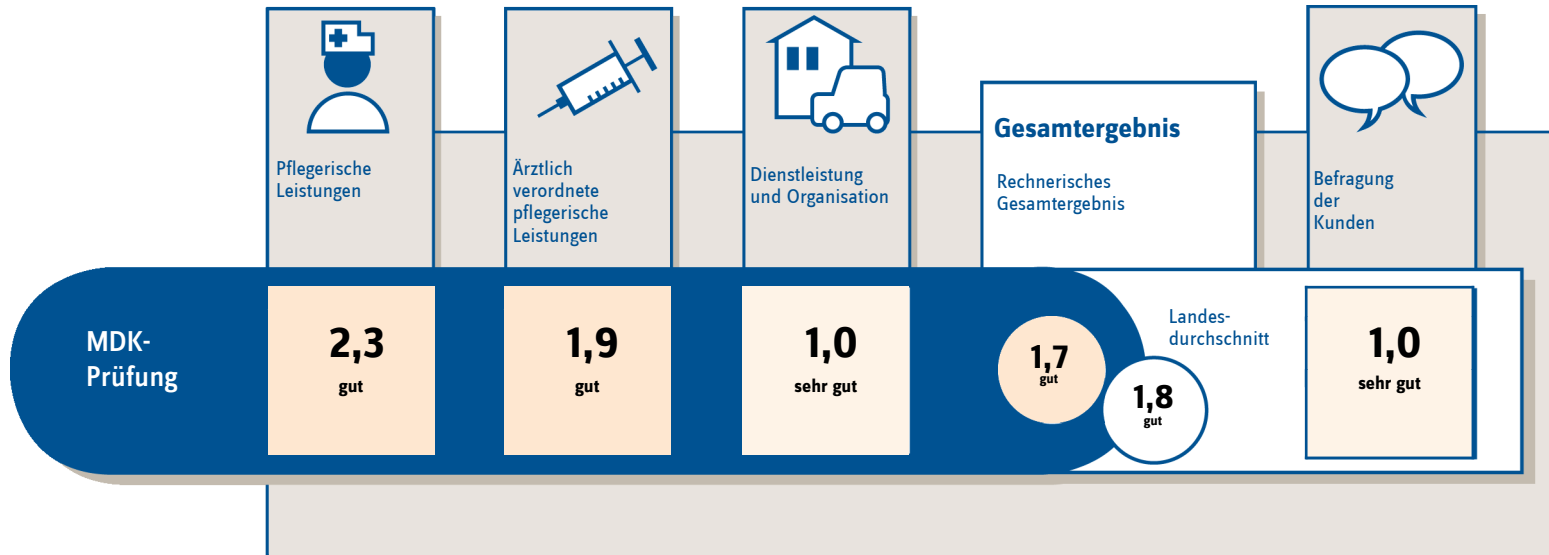 Pflegerische
Leistungen
Ärztlich
verordnete
pflegerische
Leistungen
Dienstleistung
und Organisation
Gesamtergebnis
Rechnerisches
Gesamtergebnis
Befragung
der
Kunden
MDK-
Prüfung
2,3
gut
1,9
gut
1,0
sehr gut
1,7
gut
Landes-
durchschnitt
1,8
gut
1,0
sehr gut